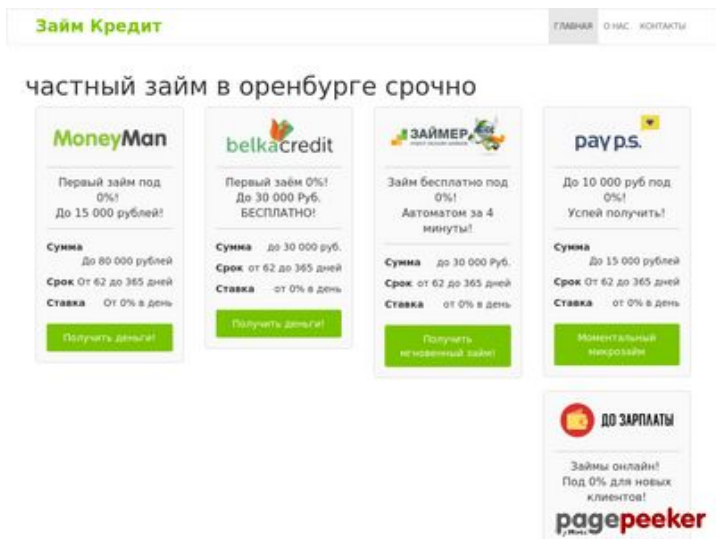 Займ Кредит
ГЛАВНАЯ О НАС. КОНТАКТЫ
частный займ в оренбурге срочно
MoneyMan
Первый займ под
0%!
До 15 000 рублей!
Сумма
До 80 000 рублей
Срок От 62 до 365 дней
Ставка От 0% в день
Получить деньги!
belkacredit
Первый заём 0%!
До 30 000 Руб.
БЕСПЛАТНО!
Сумма до 30 000 руб.
Срок от 62 до 365 дней
Ставка от 0% в день
Получить деньги!
ЗАЙМЕР
Займ бесплатно под
0%!
Автоматом за 4
минуты!
Сумма до 30 000 Руб.
Срок от 62 до 365 дней
Ставка от 0% в день
Получить
мгновенный займ!
pay p.s.
До 10 000 руб под
0%!
Успей получить!
Сумма
До 15 000 рублей
Срок От 62 до 365 дней
Ставка от 0% в день
Моментальный
микрозайм
ДО ЗАРПЛАТЫ
Займы онлайн!
Под 0% для новых
клиентов!
pagepeeker